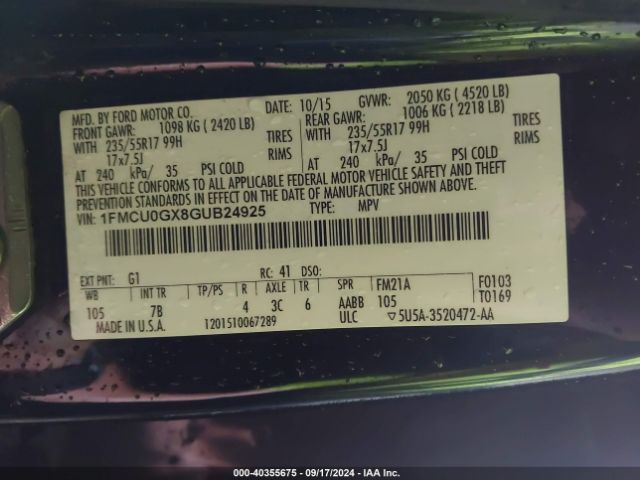 MFD. BY FORD MOTOR CO.
DATE: 10/15 GVWR: 2050 KG ( 4520 LB)
FRONT GAWR: 1098 KG ( 2420 LB) REAR GAWR: 1006 KG ( 2218 LB)
WITH 235/55R17 99H TIRES WITH 235/55R17 99H TIRES
17x7.5J RIMS 17x7.5J RIMS
AT 240 kPa/ 35 PSI COLD AT 240 kPa/ 35 PSI COLD
THIS VEHICLE CONFORMS TO ALL APPLICABLE FEDERAL MOTOR VEHICLE SAFETY AND THEFT
PREVENTION STANDARDS IN EFFECT ON THE DATE OF MANUFACTURE SHOWN ABOVE.
VIN: 1FMCU0GX8GUB24925 TYPE: MPV
EXT PNT: G1 RC: 41 DSO: FM21A F0103
WB INT TR TP/PS R AXLE TR SPR T0169
105 7B 4 3C 6 AABB 105
MADE IN U.S.A. 1201510067289 ULC ▽5U5A-3520472-AA
000-40355675 - 09/17/2024 - IAA Inc.